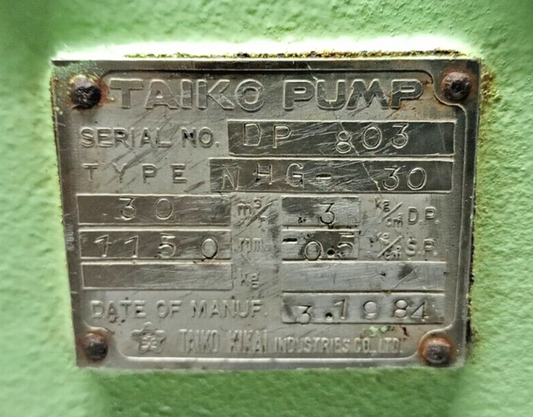 TAIKO PUMP
SERIAL NO. DP 803
TYPE NHG-30
30 m³/h 3 kg/cm² D.P.
1150 rpm -0.5 kg/cm² S.P.
kg
DATE OF MANUF. 3.1984
TAIKO KIKAI INDUSTRIES CO., LTD.